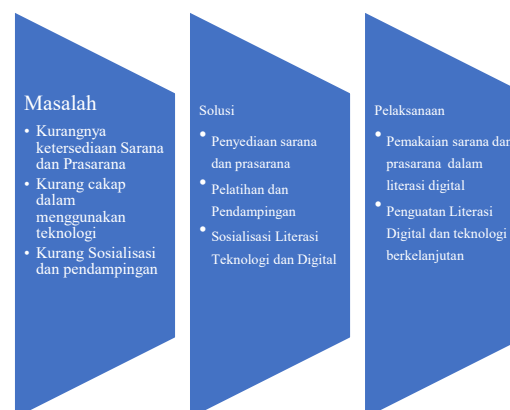 Masalah
• Kurangnya
ketersediaan Sarana
dan Prasarana
• Kurang cakap
dalam
menggunakan
teknologi
• Kurang Sosialisasi
dan pendampingan
Solusi
• Penyediaan sarana
dan prasarana
• Pelatihan dan
Pendampingan
• Sosialisasi Literasi
Teknologi dan Digital
Pelaksanaan
• Pemakaian sarana dan
prasarana dalam
literasi digital
• Penguatan Literasi
Digital dan teknologi
berkelanjutan